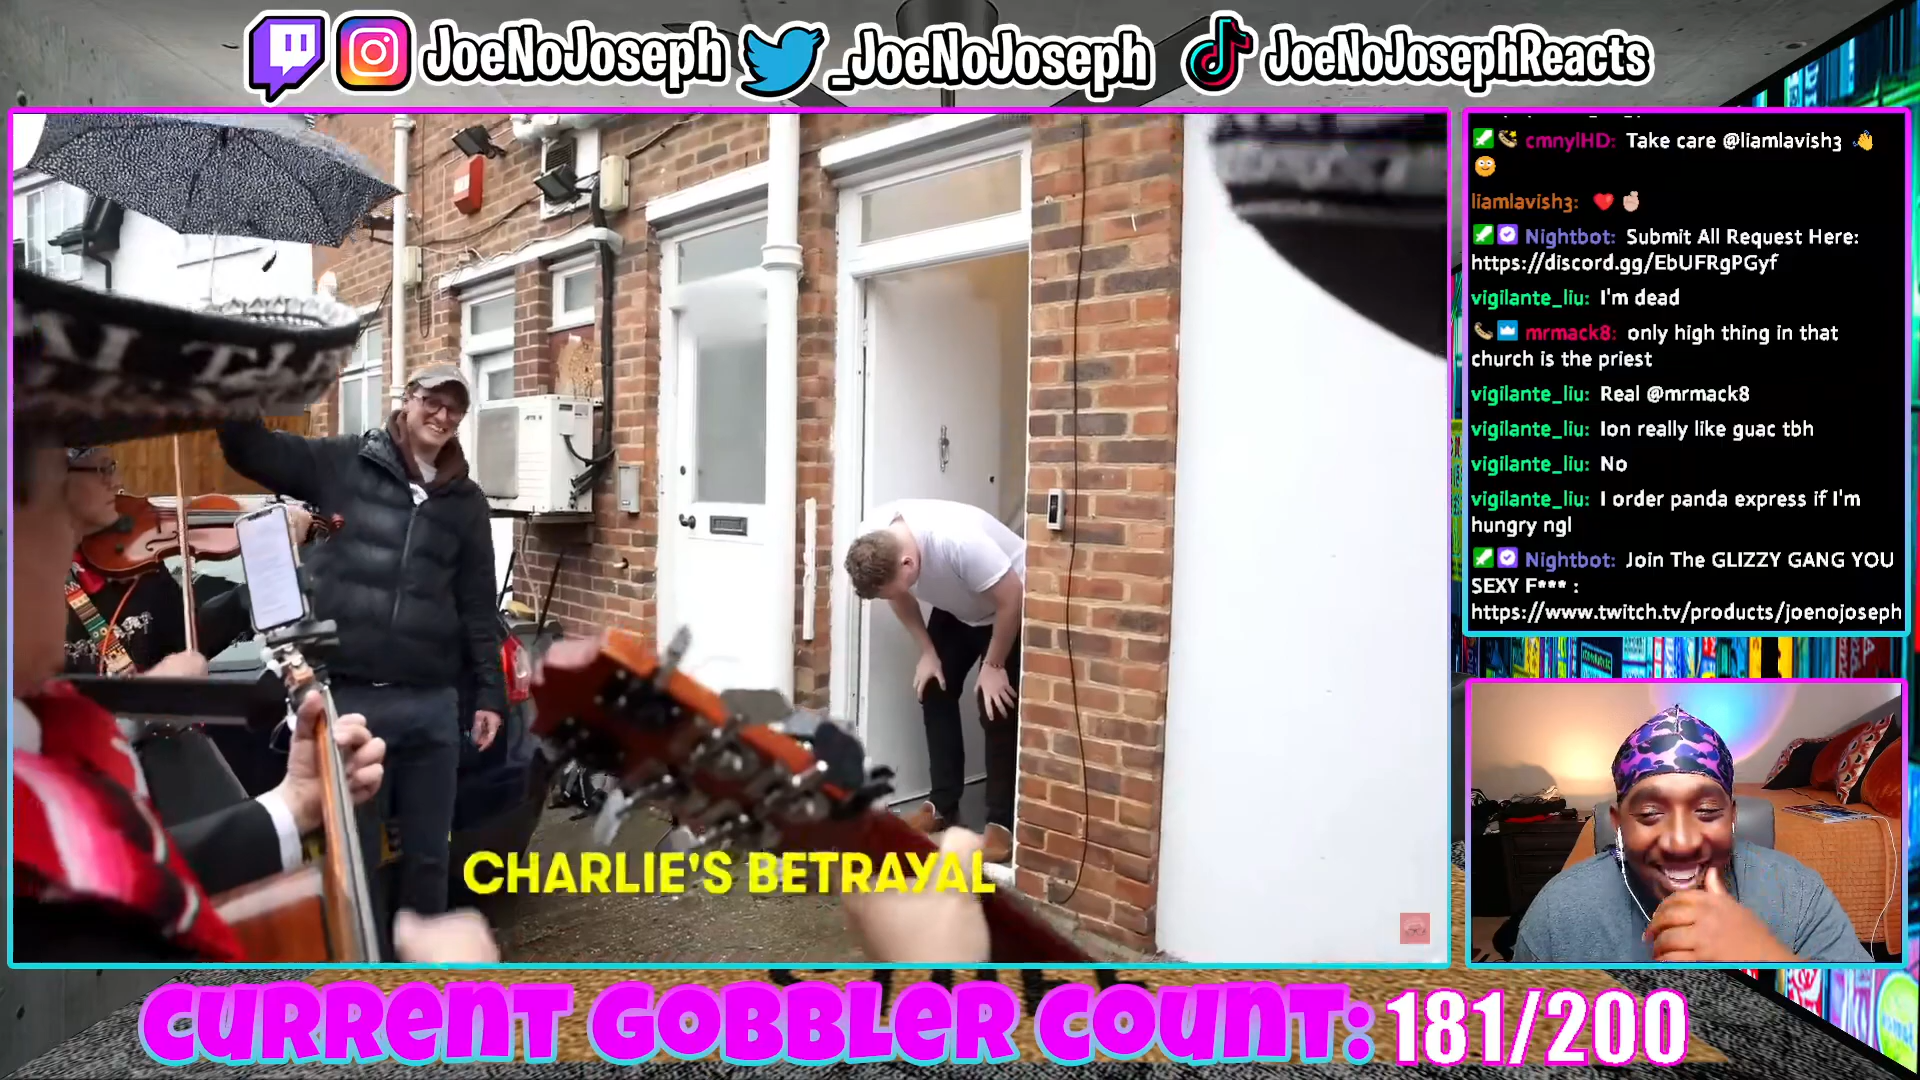 JoeNoJoseph _JoeNoJoseph JoeNoJosephReacts
cmnylHD: Take care @liamlavish3
liamlavish3:
Nightbot: Submit All Request Here:
https://discord.gg/EbUFRgPGyf
vigilante_liu: I'm dead
mrmack8: only high thing in that
church is the priest
vigilante_liu: Real @mrmack8
vigilante_liu: Ion really like guac tbh
vigilante_liu: No
vigilante_liu: I order panda express if I'm
hungry ngl
Nightbot: Join The GLIZZY GANG YOU
SEXY F*** :
https://www.twitch.tv/products/joenojoseph
CHARLIE'S BETRAYAL
CURRENT GOBBLER COUNT: 181/200